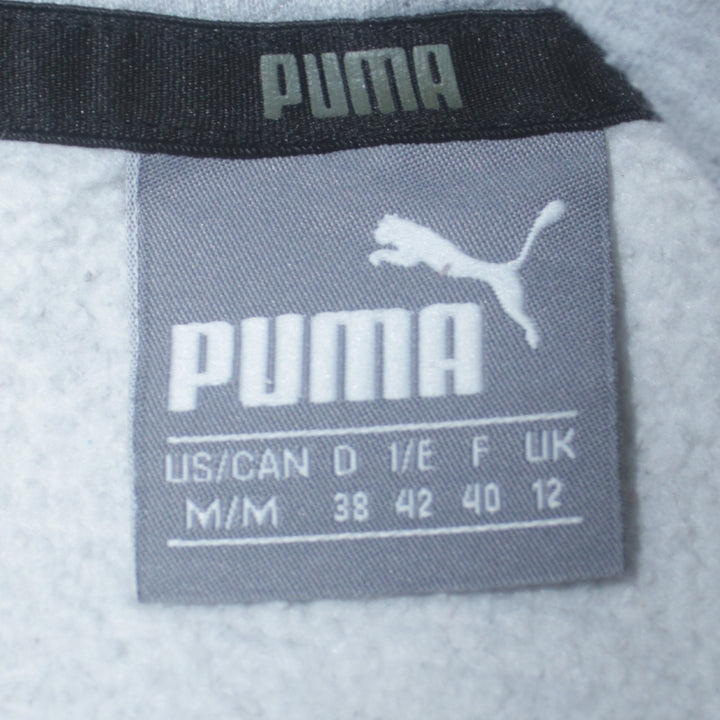 PUMA
PUMA
US/CAN D I/E F UK
M/M 38 42 40 12